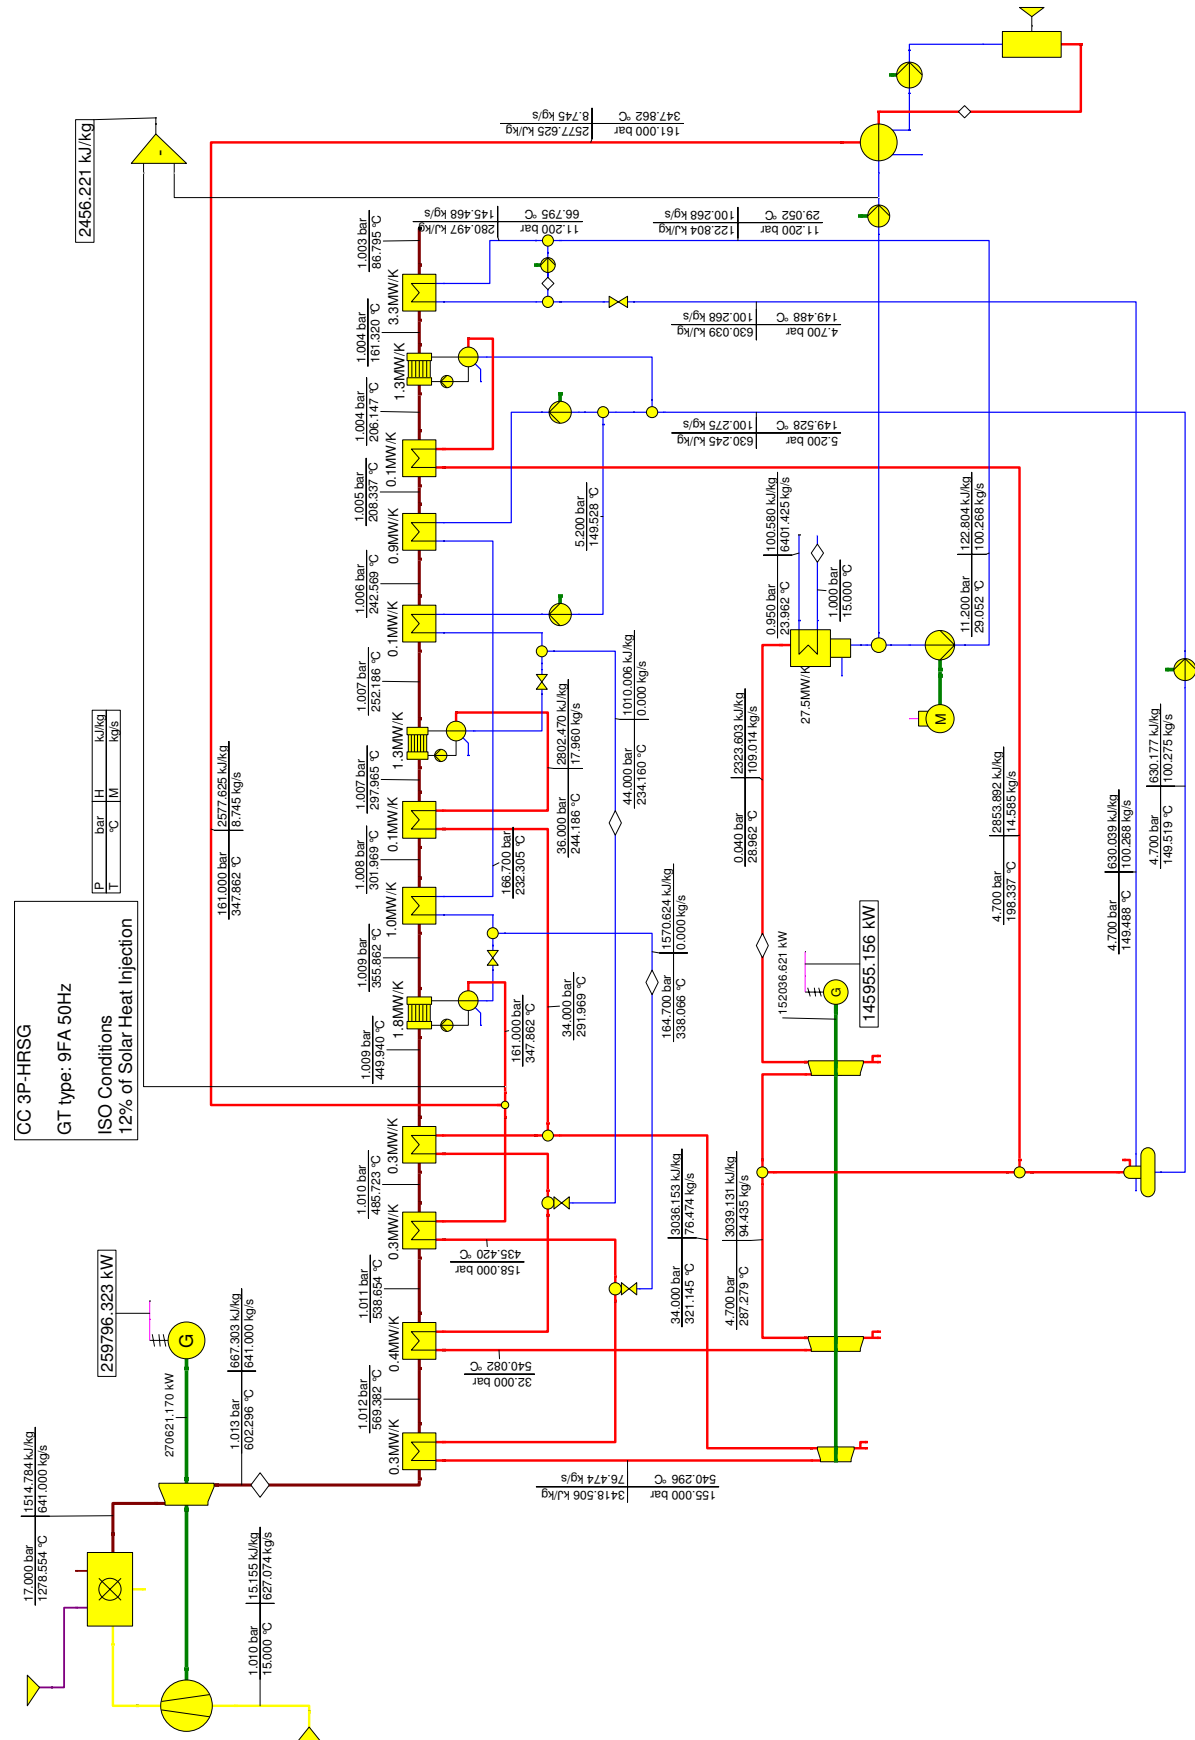 2456.221 kJ/kg
161.000 bar
2577.625 kJ/kg
347.862 °C
8.745 kg/s
11.200 bar
280.497 kJ/kg
66.795 °C
145.468 kg/s
11.200 bar
122.804 kJ/kg
29.052 °C
100.268 kg/s
1.003 bar
86.795 °C
3.3MW/K
4.700 bar
630.039 kJ/kg
149.488 °C
100.268 kg/s
1.004 bar
161.320 °C
1.3MW/K
1.004 bar
206.147 °C
0.1MW/K
5.200 bar
630.245 kJ/kg
149.528 °C
100.275 kg/s
1.005 bar
208.337 °C
0.9MW/K
5.200 bar
149.528 °C
1.006 bar
242.569 °C
0.1MW/K
0.950 bar
100.580 kJ/kg
23.962 °C
6401.425 kg/s
1.000 bar
15.000 °C
27.5MW/K
11.200 bar
122.804 kJ/kg
29.052 °C
100.268 kg/s
M
1.007 bar
252.186 °C
1.3MW/K
44.000 bar
1010.006 kJ/kg
234.160 °C
0.000 kg/s
36.000 bar
2802.470 kJ/kg
244.186 °C
17.960 kg/s
0.040 bar
2323.603 kJ/kg
28.962 °C
109.014 kg/s
P bar H kJ/kg
T °C M kg/s
161.000 bar
2577.625 kJ/kg
347.862 °C
8.745 kg/s
1.007 bar
297.965 °C
0.1MW/K
1.008 bar
301.969 °C
1.0MW/K
166.700 bar
232.305 °C
4.700 bar
2853.892 kJ/kg
198.337 °C
14.585 kg/s
4.700 bar
630.039 kJ/kg
149.488 °C
100.268 kg/s
4.700 bar
630.177 kJ/kg
149.519 °C
100.275 kg/s
CC 3P-HRSG
GT type: 9FA 50Hz
ISO Conditions
12% of Solar Heat Injection
1.009 bar
355.862 °C
1.8MW/K
164.700 bar
1570.624 kJ/kg
338.066 °C
0.000 kg/s
34.000 bar
291.969 °C
161.000 bar
347.862 °C
152036.621 kW
G
145955.156 kW
1.009 bar
449.940 °C
0.3MW/K
1.010 bar
485.723 °C
0.3MW/K
158.000 bar
435.420 °C
34.000 bar
3036.153 kJ/kg
321.145 °C
76.474 kg/s
4.700 bar
3039.131 kJ/kg
287.279 °C
94.435 kg/s
1.011 bar
538.654 °C
0.4MW/K
32.000 bar
540.082 °C
1.012 bar
569.382 °C
0.3MW/K
155.000 bar
3418.506 kJ/kg
540.296 °C
76.474 kg/s
259796.323 kW
G
270621.170 kW
1.013 bar
667.303 kJ/kg
602.296 °C
641.000 kg/s
17.000 bar
1514.784 kJ/kg
1278.554 °C
641.000 kg/s
1.010 bar
15.155 kJ/kg
15.000 °C
627.074 kg/s